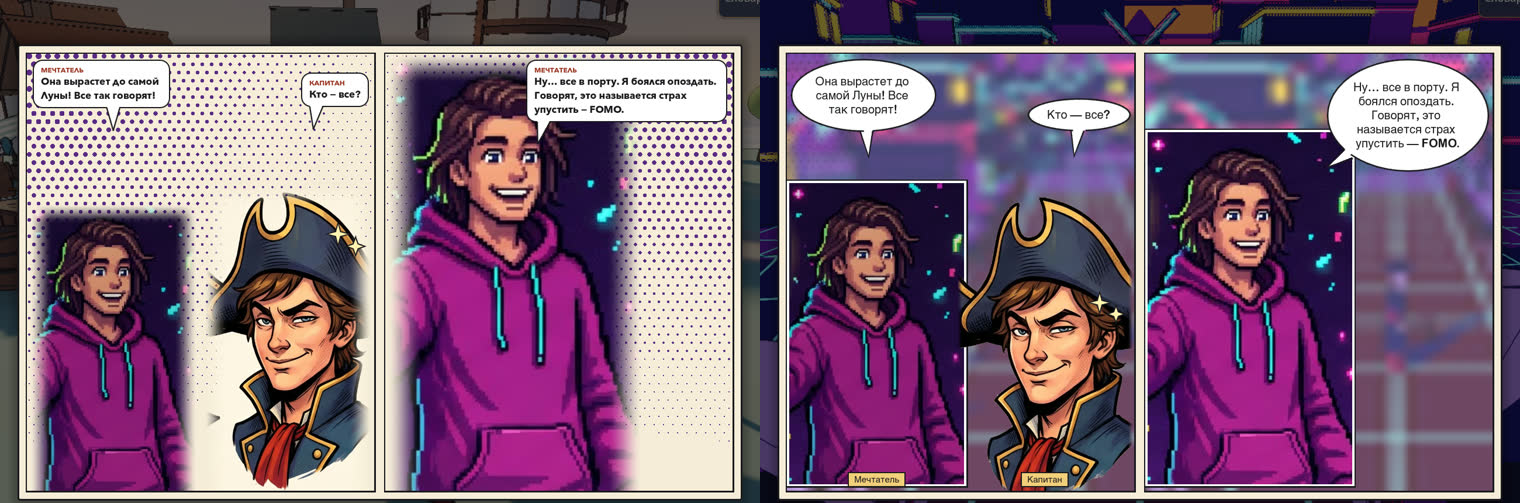 МЕЧТАТЕЛЬ
Она вырастет до самой
Луны! Все так говорят!
КАПИТАН
Кто – все?
МЕЧТАТЕЛЬ
Ну... все в порту. Я боялся опоздать.
Говорят, это называется страх
упустить – FOMO.
Она вырастет до
самой Луны! Все
так говорят!
Кто — все?
Ну... все в порту. Я
боялся опоздать.
Говорят, это
называется страх
упустить — FOMO.
Мечтатель
Капитан